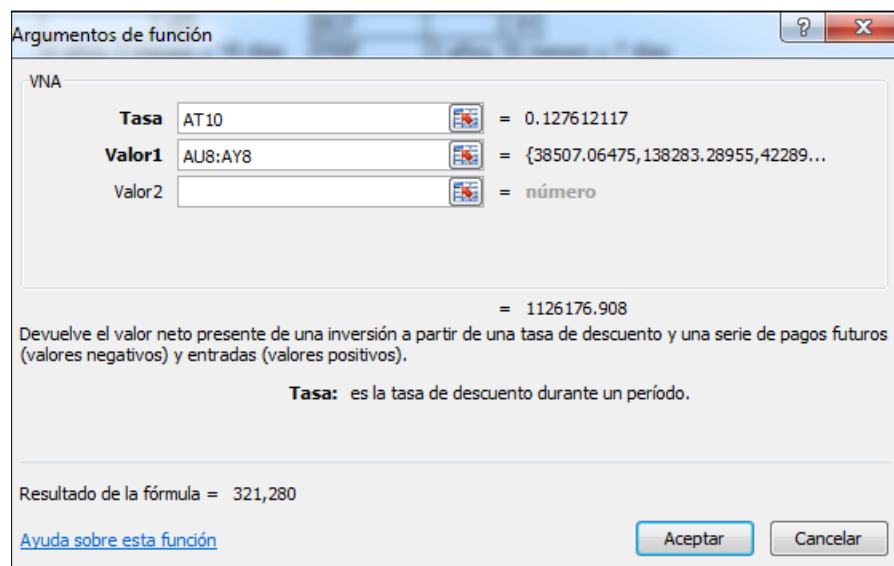 Argumentos de función
VNA
Tasa AT10 = 0.127612117
Valor1 AU8:AY8 = {38507.06475,138283.28955,42289...
Valor2 = número
= 1126176.908
Devuelve el valor neto presente de una inversión a partir de una tasa de descuento y una serie de pagos futuros
(valores negativos) y entradas (valores positivos).
Tasa: es la tasa de descuento durante un período.
Resultado de la fórmula = 321,280
Ayuda sobre esta función
Aceptar
Cancelar